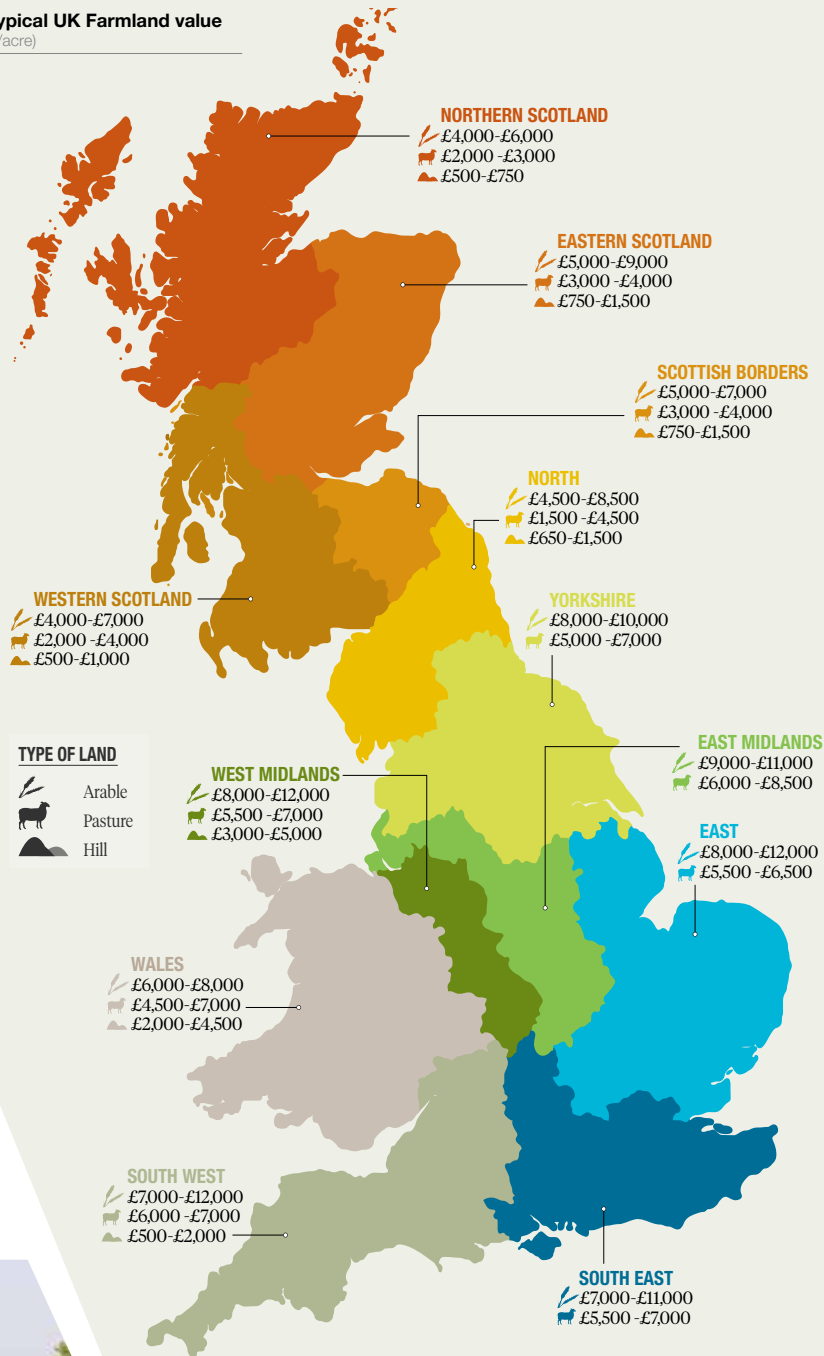 ypical UK Farmland value
/acre)
NORTHERN SCOTLAND
£4,000-£6,000
£2,000 -£3,000
£500-£750
EASTERN SCOTLAND
£5,000-£9,000
£3,000 -£4,000
£750-£1,500
SCOTTISH BORDERS
£5,000-£7,000
£3,000 -£4,000
£750-£1,500
NORTH
£4,500-£8,500
£1,500 -£4,500
£650-£1,500
WESTERN SCOTLAND
£4,000-£7,000
£2,000 -£4,000
£500-£1,000
YORKSHIRE
£8,000-£10,000
£5,000 -£7,000
TYPE OF LAND
Arable
Pasture
Hill
WEST MIDLANDS
£8,000-£12,000
£5,500 -£7,000
£3,000-£5,000
EAST MIDLANDS
£9,000-£11,000
£6,000 -£8,500
EAST
£8,000-£12,000
£5,500 -£6,500
WALES
£6,000-£8,000
£4,500-£7,000
£2,000-£4,500
SOUTH WEST
£7,000-£12,000
£6,000 -£7,000
£500-£2,000
SOUTH EAST
£7,000-£11,000
£5,500 -£7,000